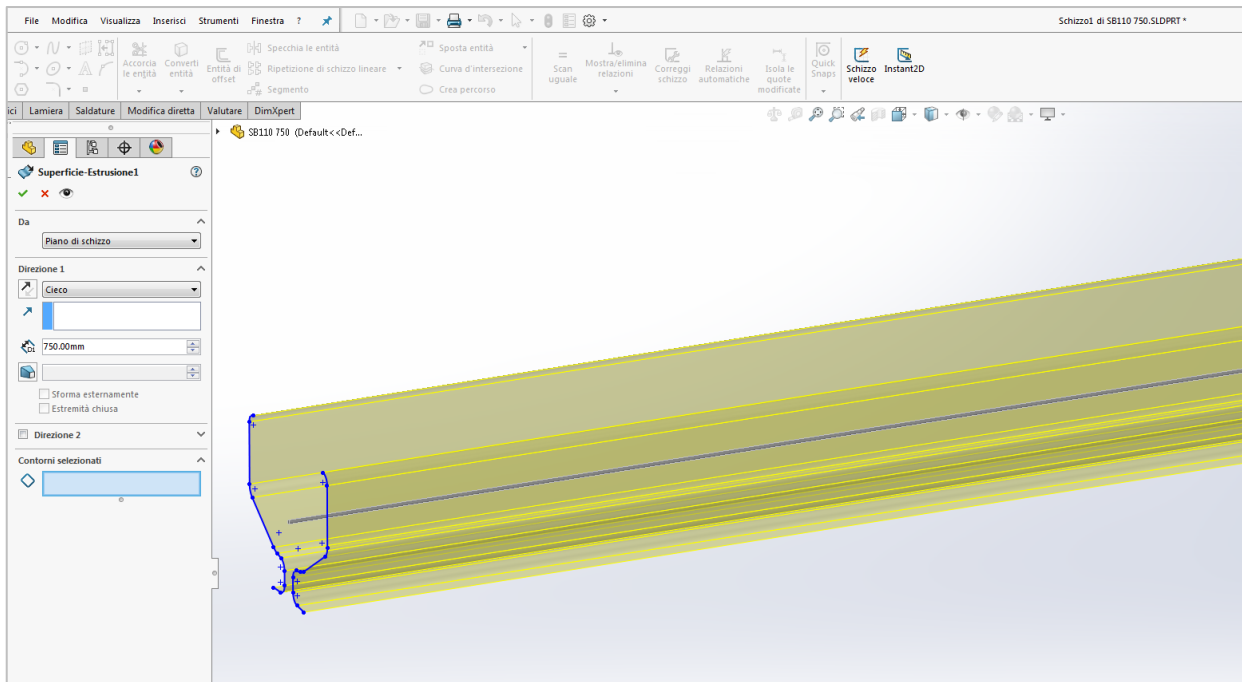 File Modifica Visualizza Inserisci Strumenti Finestra ?
Schizzo1 di SB110 750.SLDPRT *
Accorcia le entità
Converti entità
Entità di offset
Specchia le entità
Ripetizione di schizzo lineare
Segmento
Sposta entità
Curva d'intersezione
Crea percorso
Scan uguale
Mostra/elimina relazioni
Correggi schizzo
Relazioni automatiche
Isola le quote modificate
Quick Snaps
Schizzo veloce
Instant2D
ici Lamiera Saldature Modifica diretta Valutare DimXpert
SB110 750 (Default<<Def...
Superficie-Estrusione1
Da
Piano di schizzo
Direzione 1
Cieco
D1
750.00mm
Sforma esternamente
Estremità chiusa
Direzione 2
Contorni selezionati